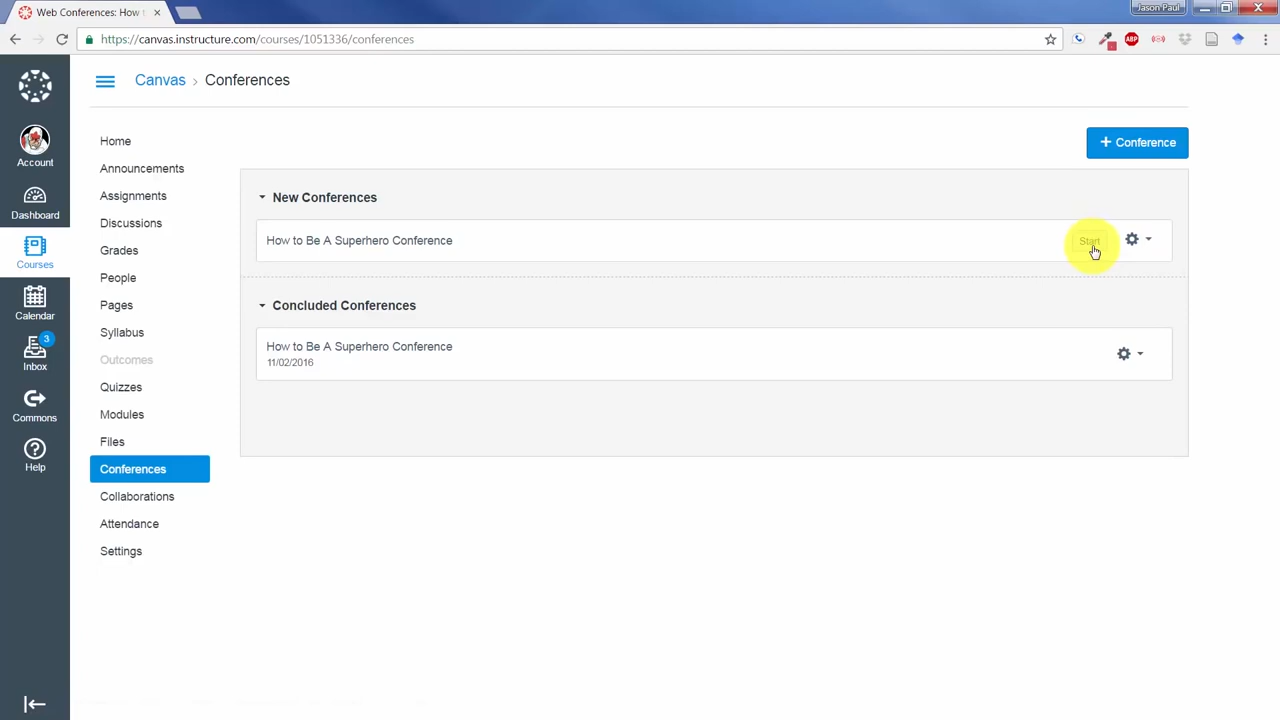 Web Conferences: How t
Jason Paul
https://canvas.instructure.com/courses/1051336/conferences
ABP
Canvas › Conferences
Account
Dashboard
Courses
Calendar
3
Inbox
Commons
Help
Home
Announcements
Assignments
Discussions
Grades
People
Pages
Syllabus
Outcomes
Quizzes
Modules
Files
Conferences
Collaborations
Attendance
Settings
+ Conference
New Conferences
How to Be A Superhero Conference
Start
Concluded Conferences
How to Be A Superhero Conference
11/02/2016